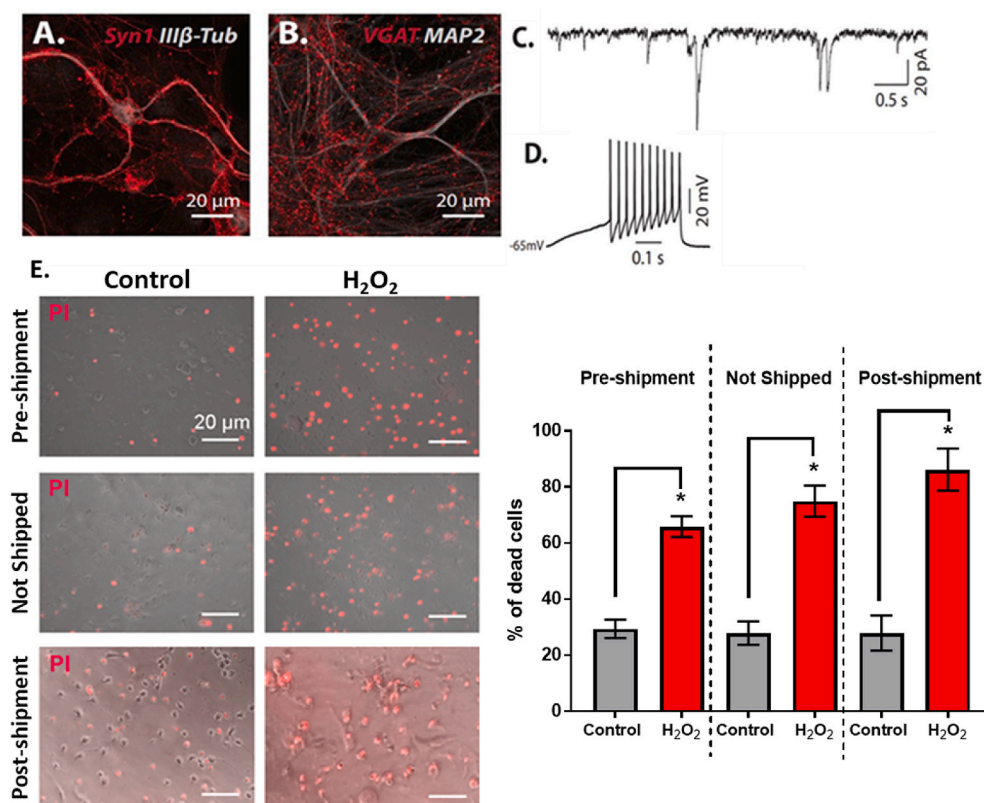 A.
Syn1 IIIβ-Tub
20 µm
B.
VGAT MAP2
20 µm
C.
20 pA
0.5 s
D.
20 mV
-65mV
0.1 s
E.
Control
H₂O₂
Pre-shipment
PI
20 µm
Not Shipped
PI
Post-shipment
PI
Pre-shipment
Not Shipped
Post-shipment
% of dead cells
100
80
60
40
20
0
*
*
*
Control
H₂O₂
Control
H₂O₂
Control
H₂O₂